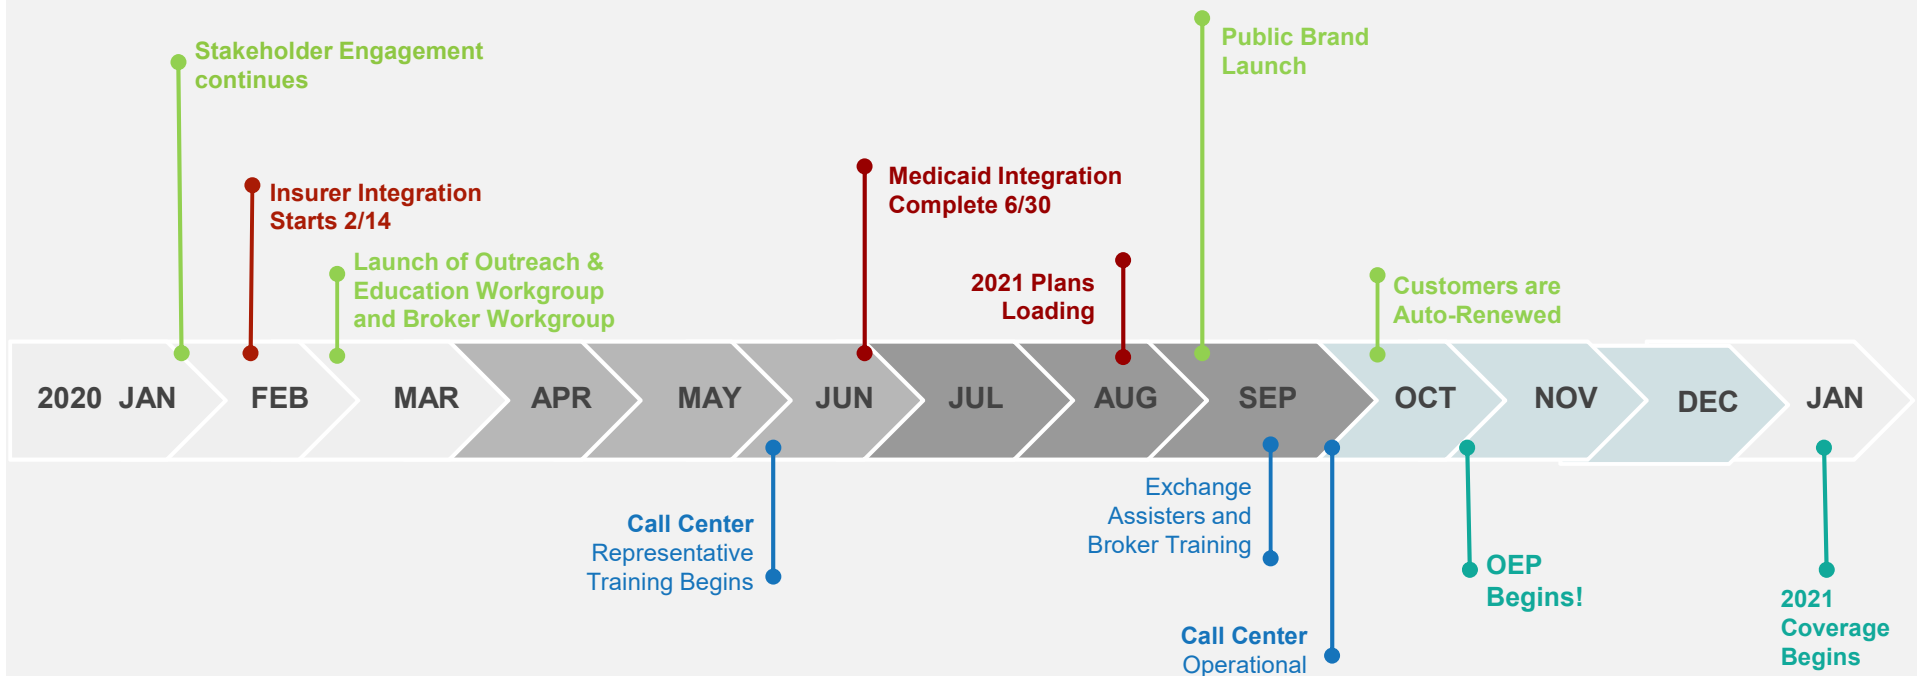 Stakeholder Engagement
continues
Public Brand
Launch
Insurer Integration
Starts 2/14
Medicaid Integration
Complete 6/30
Launch of Outreach &
Education Workgroup
and Broker Workgroup
2021 Plans
Loading
Customers are
Auto-Renewed
2020 JAN FEB MAR APR MAY JUN JUL AUG SEP OCT NOV DEC JAN
Call Center
Representative
Training Begins
Exchange
Assisters and
Broker Training
Call Center
Operational
OEP
Begins!
2021
Coverage
Begins